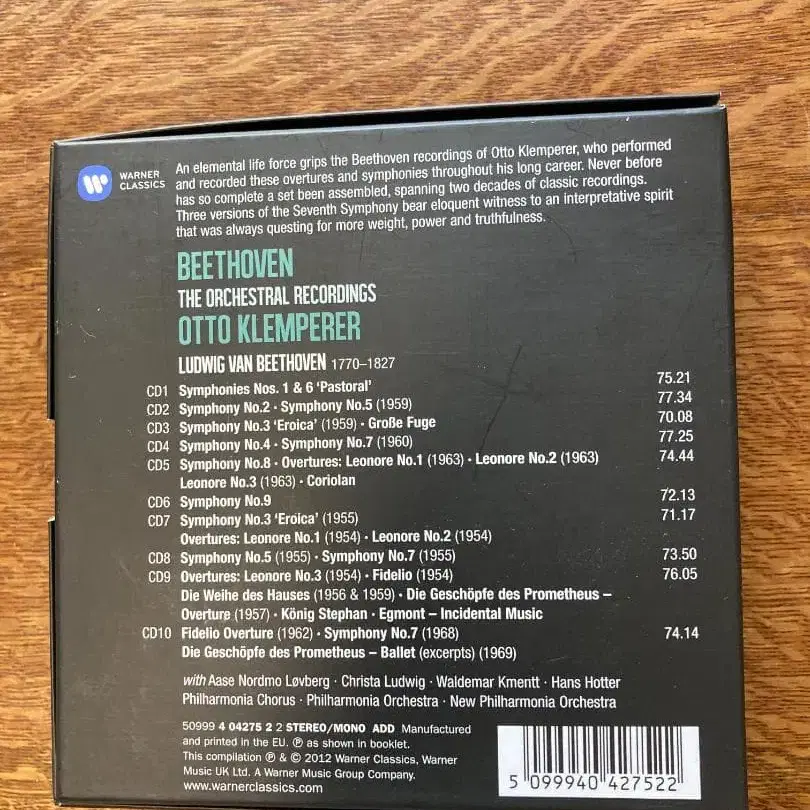 WARNER
CLASSICS
An elemental life force grips the Beethoven recordings of Otto Klemperer, who performed
and recorded these overtures and symphonies throughout his long career. Never before
has so complete a set been assembled, spanning two decades of classic recordings.
Three versions of the Seventh Symphony bear eloquent witness to an interpretative spirit
that was always questing for more weight, power and truthfulness.
BEETHOVEN
THE ORCHESTRAL RECORDINGS
OTTO KLEMPERER
LUDWIG VAN BEETHOVEN 1770–1827
CD1 Symphonies Nos. 1 & 6 ‘Pastoral’ 75.21
CD2 Symphony No.2 · Symphony No.5 (1959) 77.34
CD3 Symphony No.3 ‘Eroica’ (1959) · Große Fuge 70.08
CD4 Symphony No.4 · Symphony No.7 (1960) 77.25
CD5 Symphony No.8 · Overtures: Leonore No.1 (1963) · Leonore No.2 (1963) 74.44
Leonore No.3 (1963) · Coriolan
CD6 Symphony No.9 72.13
CD7 Symphony No.3 ‘Eroica’ (1955) 71.17
Overtures: Leonore No.1 (1954) · Leonore No.2 (1954)
CD8 Symphony No.5 (1955) · Symphony No.7 (1955) 73.50
CD9 Overtures: Leonore No.3 (1954) · Fidelio (1954) 76.05
Die Weihe des Hauses (1956 & 1959) · Die Geschöpfe des Prometheus –
Overture (1957) · König Stephan · Egmont – Incidental Music
CD10 Fidelio Overture (1962) · Symphony No.7 (1968) 74.14
Die Geschöpfe des Prometheus – Ballet (excerpts) (1969)
with Aase Nordmo Løvberg · Christa Ludwig · Waldemar Kmentt · Hans Hotter
Philharmonia Chorus · Philharmonia Orchestra · New Philharmonia Orchestra
50999 4 04275 2 2 STEREO/MONO ADD Manufactured
and printed in the EU. ℗ as shown in booklet.
This compilation ℗ & © 2012 Warner Classics, Warner
Music UK Ltd. A Warner Music Group Company.
www.warnerclassics.com
5 099940 427522